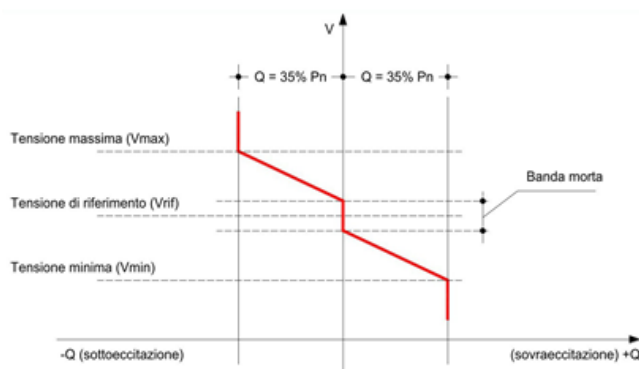 V
Q = 35% Pn
Q = 35% Pn
Tensione massima (Vmax)
Banda morta
Tensione di riferimento (Vrif)
Tensione minima (Vmin)
-Q (sottoeccitazione)
(sovraeccitazione) +Q